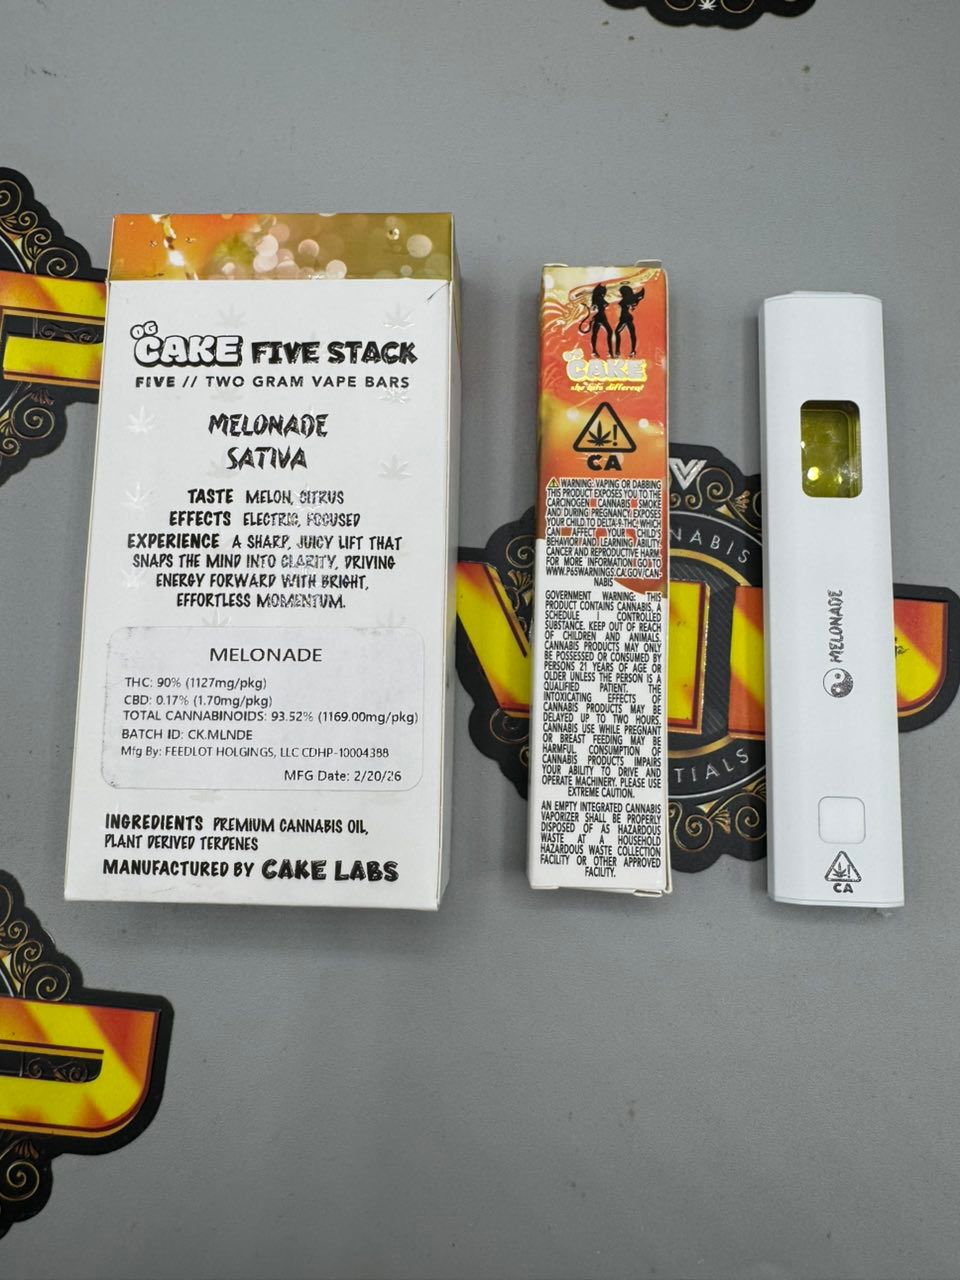 OG
CAKE FIVE STACK
FIVE // TWO GRAM VAPE BARS
MELONADE
SATIVA
TASTE MELON, CITRUS
EFFECTS ELECTRIC, FOCUSED
EXPERIENCE A SHARP, JUICY LIFT THAT
SNAPS THE MIND INTO CLARITY, DRIVING
ENERGY FORWARD WITH BRIGHT,
EFFORTLESS MOMENTUM.
MELONADE
THC: 90% (1127mg/pkg)
CBD: 0.17% (1.70mg/pkg)
TOTAL CANNABINOIDS: 93.52% (1169.00mg/pkg)
BATCH ID: CK.MLNDE
Mfg By: FEEDLOT HOLGINGS, LLC CDHP-10004388
MFG Date: 2/20/26
INGREDIENTS PREMIUM CANNABIS OIL,
PLANT DERIVED TERPENES
MANUFACTURED BY CAKE LABS
OG
CAKE
she hits different
CA
WARNING: VAPING OR DABBING
THIS PRODUCT EXPOSES YOU TO THE
CARCINOGEN CANNABIS SMOKE
AND DURING PREGNANCY, EXPOSES
YOUR CHILD TO DELTA-9-THC, WHICH
CAN AFFECT YOUR CHILD'S
BEHAVIOR AND LEARNING ABILITY.
CANCER AND REPRODUCTIVE HARM
FOR MORE INFORMATION GO TO
WWW.P65WARNINGS.CA.GOV/CAN-
NABIS
GOVERNMENT WARNING: THIS
PRODUCT CONTAINS CANNABIS, A
SCHEDULE I CONTROLLED
SUBSTANCE. KEEP OUT OF REACH
OF CHILDREN AND ANIMALS.
CANNABIS PRODUCTS MAY ONLY
BE POSSESSED OR CONSUMED BY
PERSONS 21 YEARS OF AGE OR
OLDER UNLESS THE PERSON IS A
QUALIFIED PATIENT. THE
INTOXICATING EFFECTS OF
CANNABIS PRODUCTS MAY BE
DELAYED UP TO TWO HOURS.
CANNABIS USE WHILE PREGNANT
OR BREAST FEEDING MAY BE
HARMFUL. CONSUMPTION OF
CANNABIS PRODUCTS IMPAIRS
YOUR ABILITY TO DRIVE AND
OPERATE MACHINERY. PLEASE USE
EXTREME CAUTION.
AN EMPTY INTEGRATED CANNABIS
VAPORIZER SHALL BE PROPERLY
DISPOSED OF AS HAZARDOUS
WASTE AT A HOUSEHOLD
HAZARDOUS WASTE COLLECTION
FACILITY OR OTHER APPROVED
FACILITY.
MELONADE
CA
NABIS
TIALS